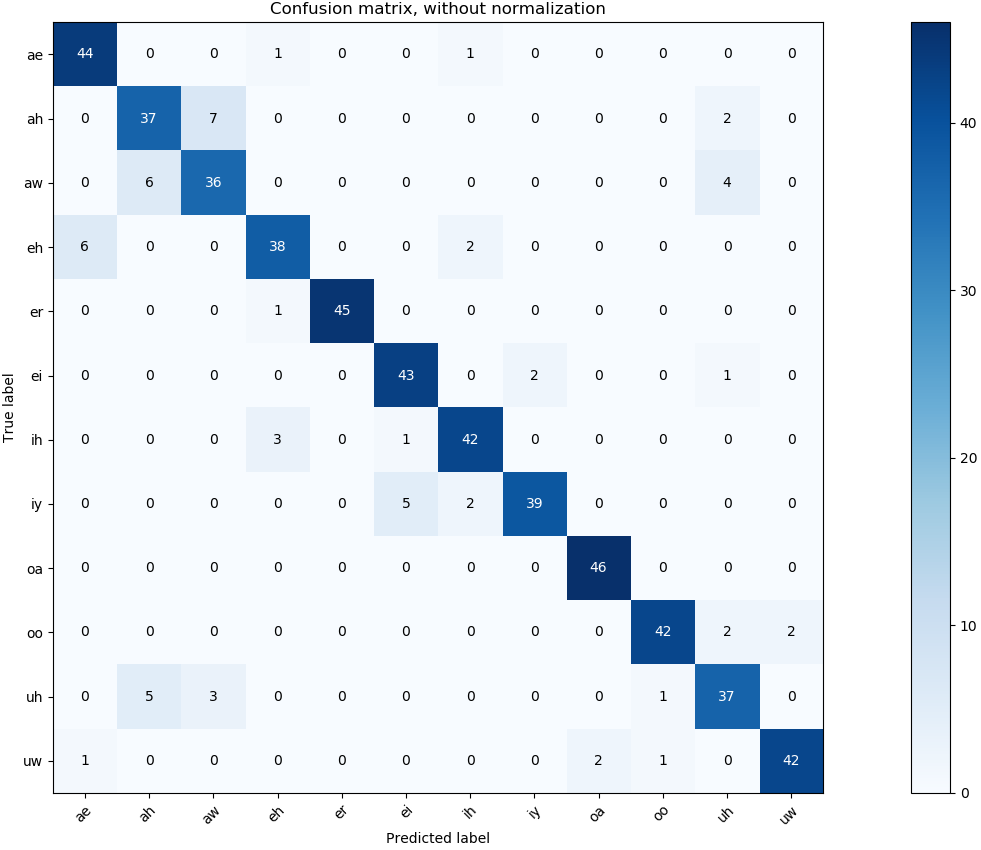 Confusion matrix, without normalization
ae 44 0 0 1 0 0 1 0 0 0 0 0
ah 0 37 7 0 0 0 0 0 0 0 2 0
aw 0 6 36 0 0 0 0 0 0 0 4 0
eh 6 0 0 38 0 0 2 0 0 0 0 0
er 0 0 0 1 45 0 0 0 0 0 0 0
ei 0 0 0 0 0 43 0 2 0 0 1 0
ih 0 0 0 3 0 1 42 0 0 0 0 0
iy 0 0 0 0 0 5 2 39 0 0 0 0
oa 0 0 0 0 0 0 0 0 46 0 0 0
oo 0 0 0 0 0 0 0 0 0 42 2 2
uh 0 5 3 0 0 0 0 0 0 1 37 0
uw 1 0 0 0 0 0 0 0 2 1 0 42
ae ah aw eh er ei ih iy oa oo uh uw
Predicted label
True label
40
30
20
10
0